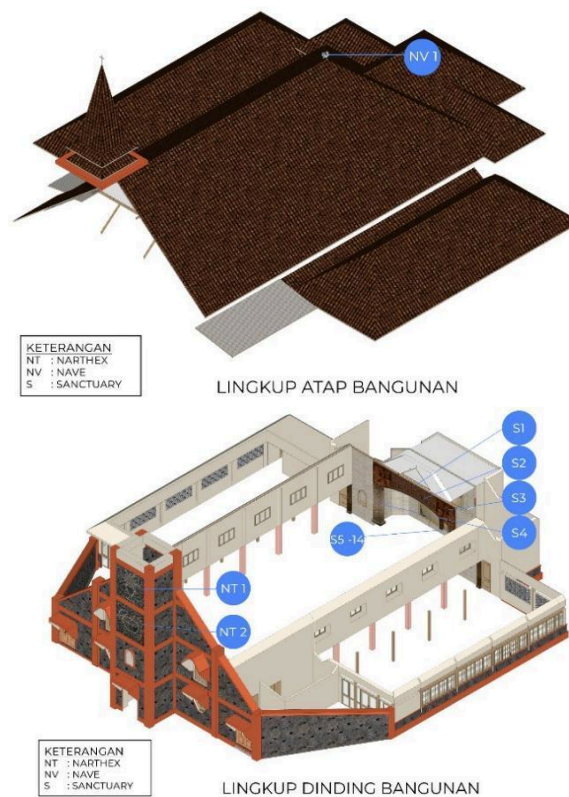 NV 1
KETERANGAN
NT : NARTHEX
NV : NAVE
S : SANCTUARY
LINGKUP ATAP BANGUNAN
S1
S2
S3
S5 -14
S4
NT 1
NT 2
KETERANGAN
NT : NARTHEX
NV : NAVE
S : SANCTUARY
LINGKUP DINDING BANGUNAN